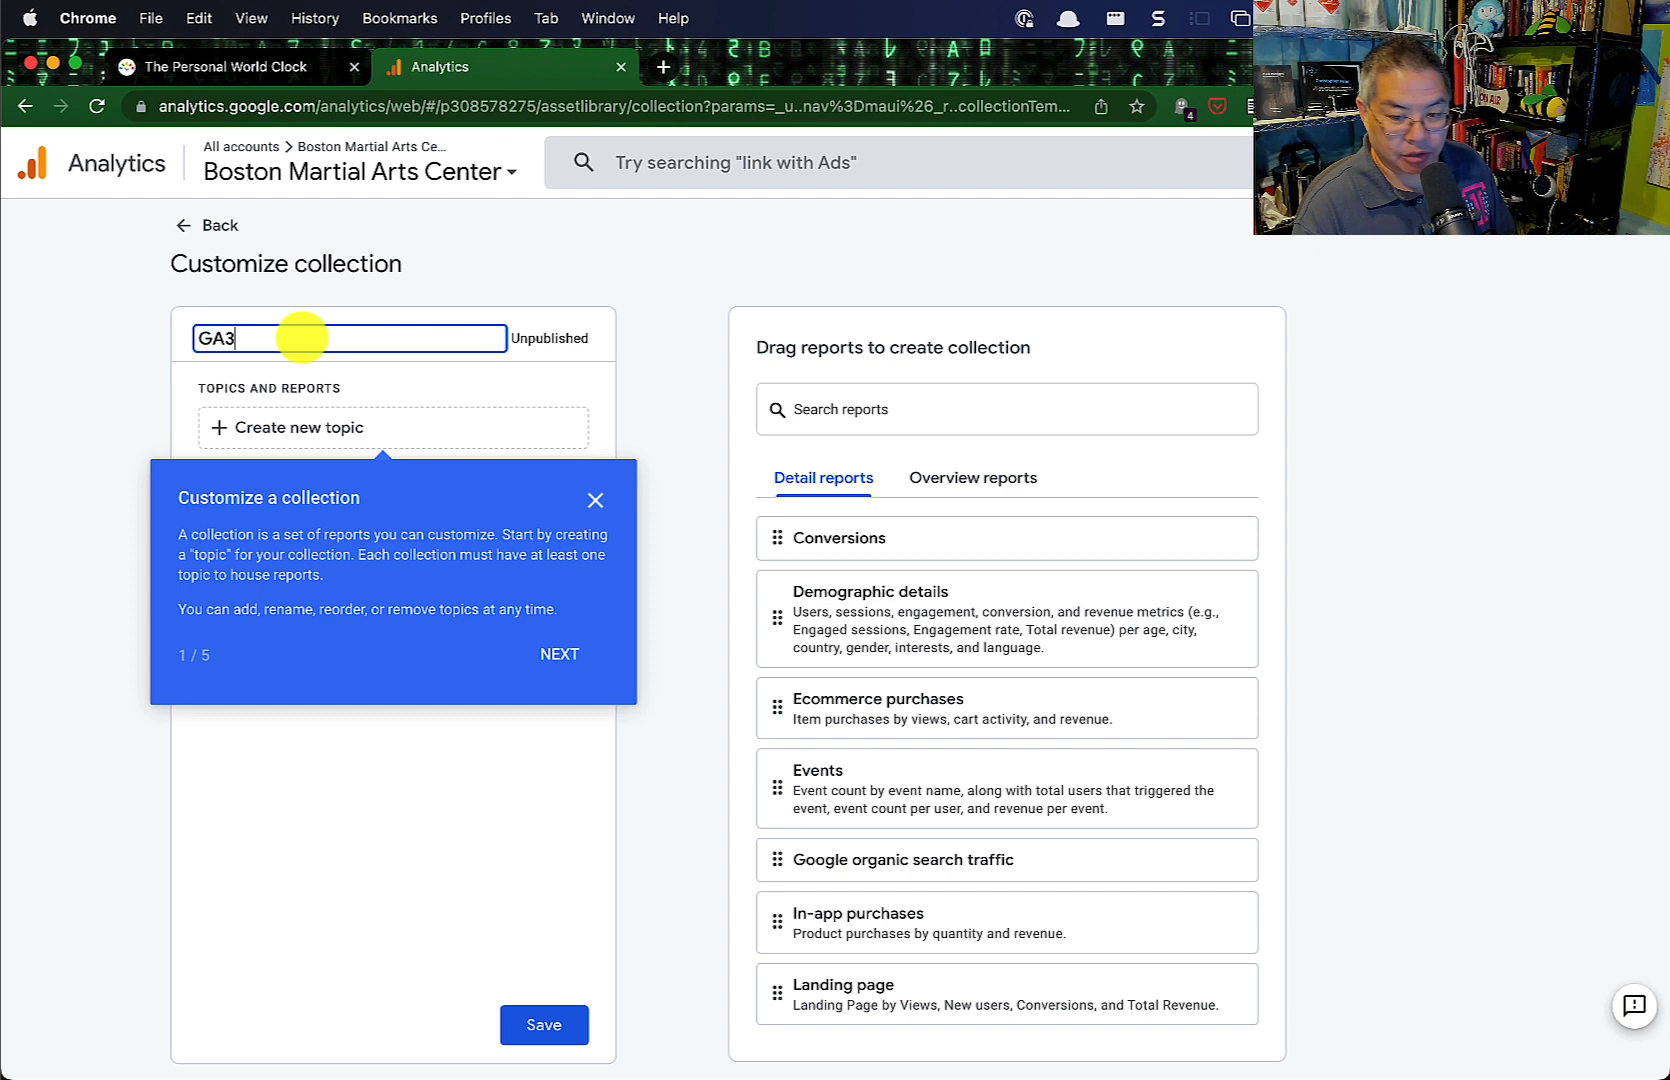 Chrome File Edit View History Bookmarks Profiles Tab Window Help
The Personal World Clock
Analytics
analytics.google.com/analytics/web/#/p308578275/assetlibrary/collection?params=_u..nav%3Dmaui%26_r..collectionTem...
4
Analytics
All accounts > Boston Martial Arts Ce...
Boston Martial Arts Center
Try searching "link with Ads"
ON AIR
Back
Customize collection
GA3
Unpublished
TOPICS AND REPORTS
+ Create new topic
Customize a collection
A collection is a set of reports you can customize. Start by creating
a "topic" for your collection. Each collection must have at least one
topic to house reports.
You can add, rename, reorder, or remove topics at any time.
1 / 5
NEXT
Save
Drag reports to create collection
Search reports
Detail reports
Overview reports
Conversions
Demographic details
Users, sessions, engagement, conversion, and revenue metrics (e.g.,
Engaged sessions, Engagement rate, Total revenue) per age, city,
country, gender, interests, and language.
Ecommerce purchases
Item purchases by views, cart activity, and revenue.
Events
Event count by event name, along with total users that triggered the
event, event count per user, and revenue per event.
Google organic search traffic
In-app purchases
Product purchases by quantity and revenue.
Landing page
Landing Page by Views, New users, Conversions, and Total Revenue.